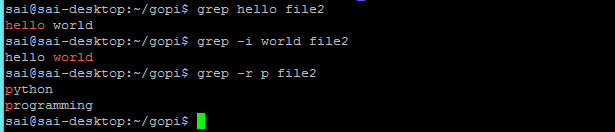 sai@sai-desktop:~/gopi$ grep hello file2
hello world
sai@sai-desktop:~/gopi$ grep -i world file2
hello world
sai@sai-desktop:~/gopi$ grep -r p file2
python
programming
sai@sai-desktop:~/gopi$